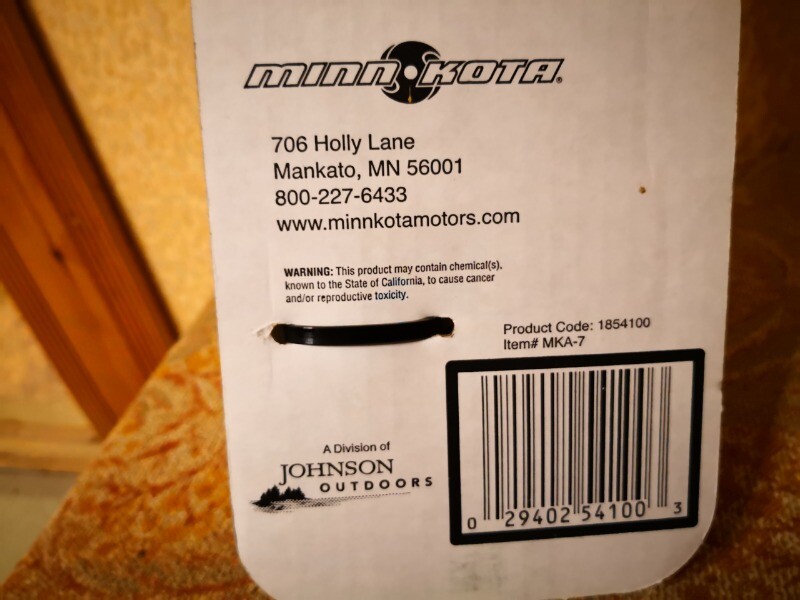 MINN KOTA®
706 Holly Lane
Mankato, MN 56001
800-227-6433
www.minnkotamotors.com
WARNING: This product may contain chemical(s),
known to the State of California, to cause cancer
and/or reproductive toxicity.
Product Code: 1854100
Item# MKA-7
A Division of
JOHNSON
OUTDOORS
0 29402 54100 3